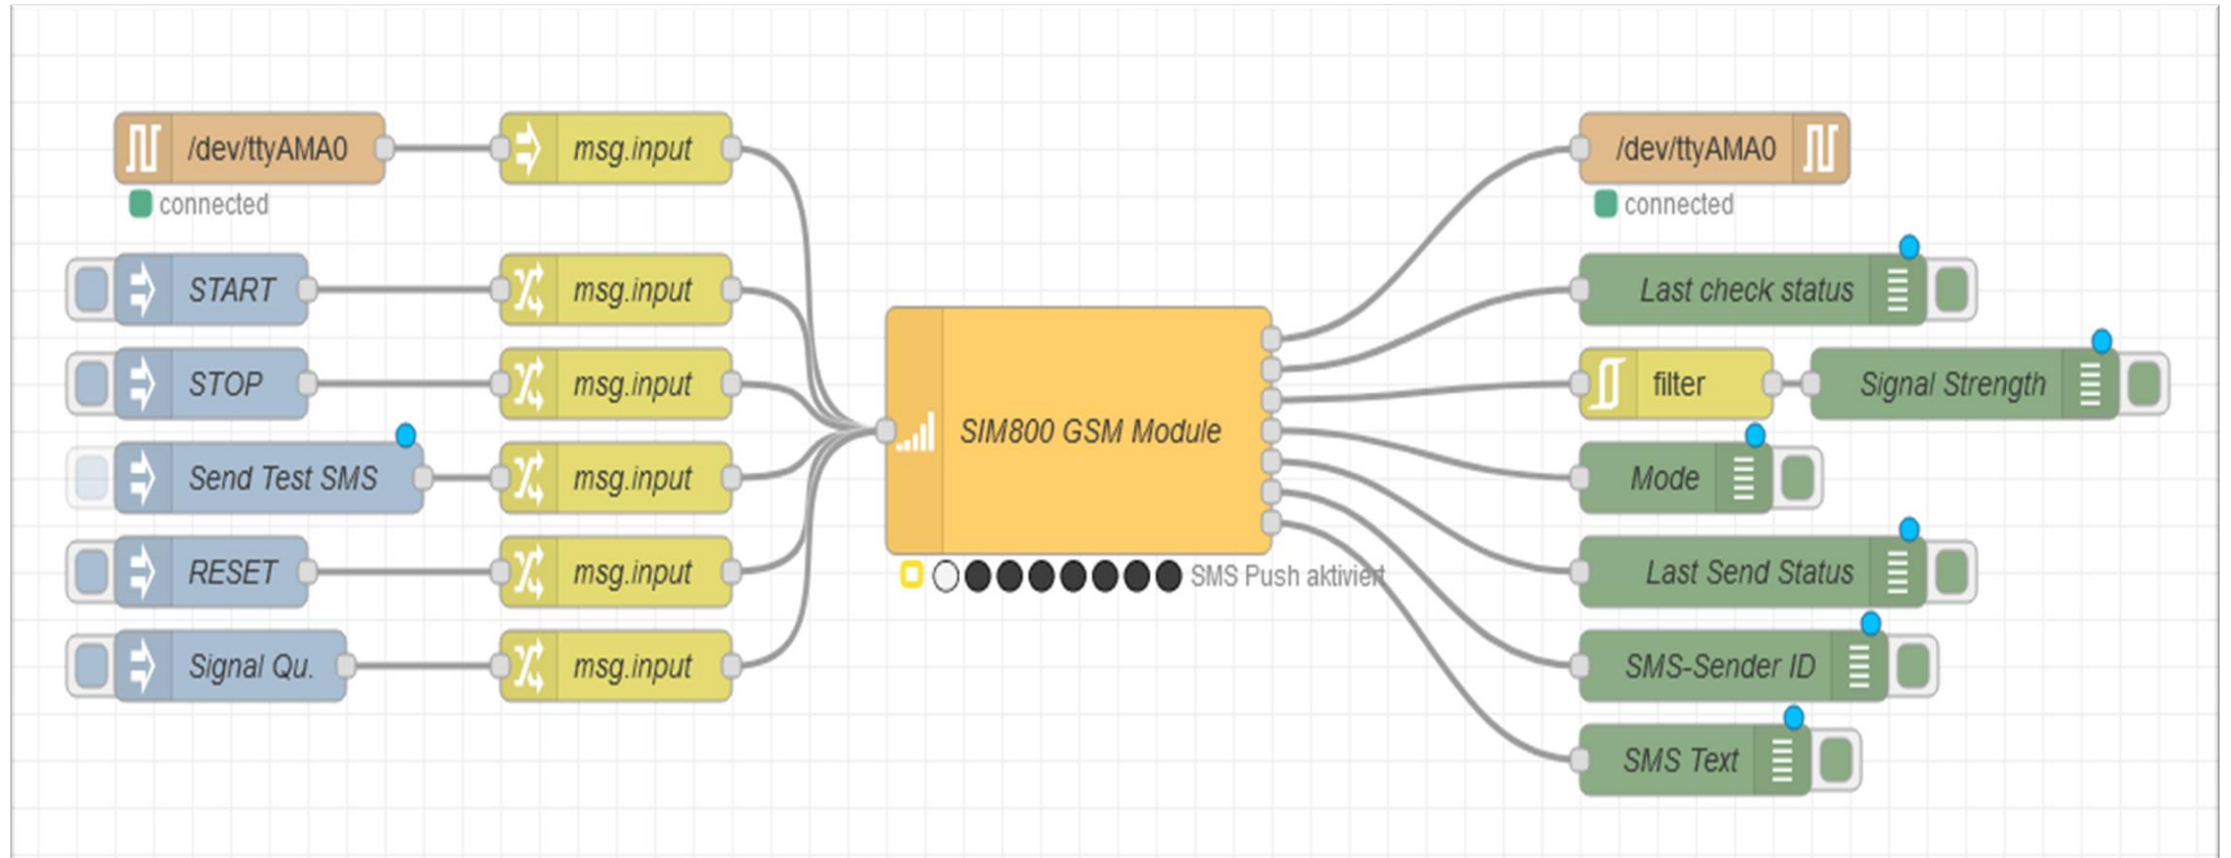 /dev/ttyAMA0
msg.input
connected
START
msg.input
STOP
msg.input
Send Test SMS
msg.input
RESET
msg.input
Signal Qu.
msg.input
SIM800 GSM Module
SMS Push aktiviert
/dev/ttyAMA0
connected
Last check status
filter
Signal Strength
Mode
Last Send Status
SMS-Sender ID
SMS Text